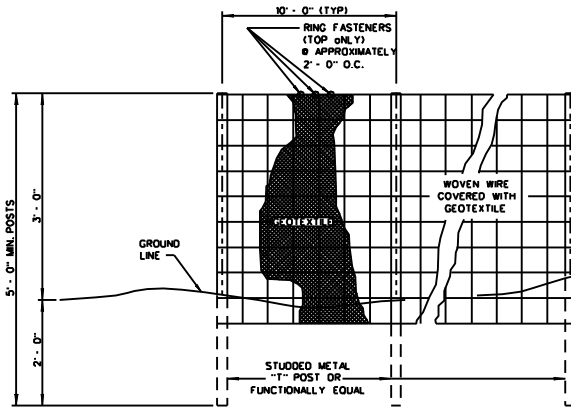 10' - 0" (TYP)
RING FASTENERS
(TOP oNLY)
@ APPROXIMATELY
2' - 0" O.C.
5' - 0" MIN. POSTS
3' - 0"
2' - 0"
GROUND
LINE
GEOTEXTILE
WOVEN WIRE
COVERED WITH
GEOTEXTILE
STUDDED METAL
"T" POST OR
FUNCTIONALLY EQUAL